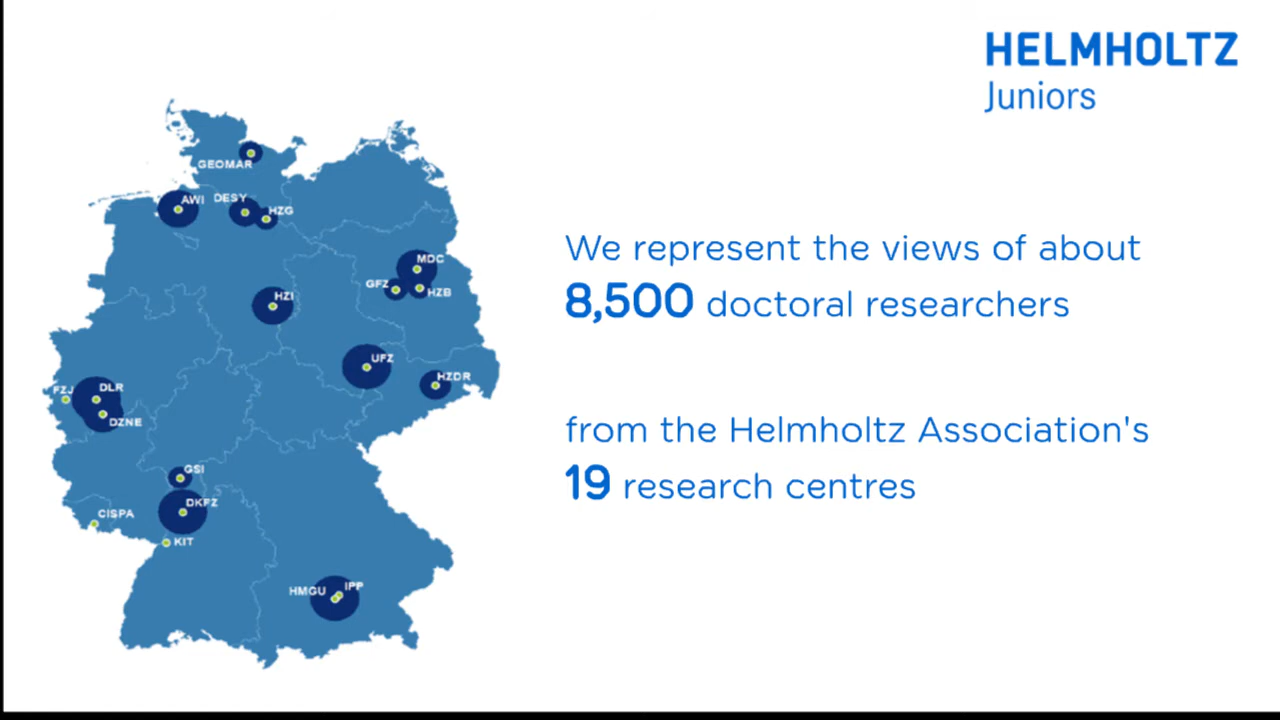 HELMHOLTZ
Juniors
GEOMAR
AWI
DESY
HZG
MDC
GFZ
HZB
HZI
UFZ
HZDR
FZJ
DLR
DZNE
GSI
DKFZ
CISPA
KIT
HMGU
IPP
We represent the views of about
8,500 doctoral researchers
from the Helmholtz Association's
19 research centres